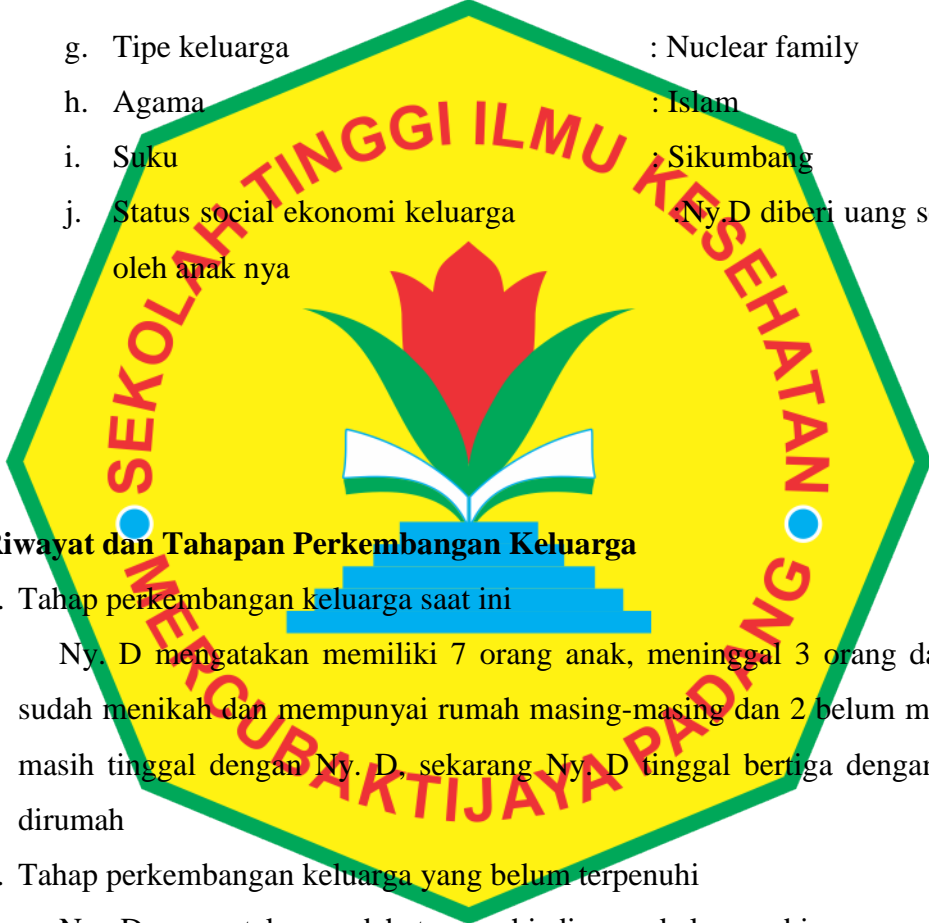 g. Tipe keluarga : Nuclear family
h. Agama : Islam
i. Suku : Sikumbang
j. Status social ekonomi keluarga :Ny.D diberi uang s
oleh anak nya
SEKOLAH TINGGI ILMU KESEHATAN
MERCUBAKTIJAYA PADANG
Riwayat dan Tahapan Perkembangan Keluarga
. Tahap perkembangan keluarga saat ini
Ny. D mengatakan memiliki 7 orang anak, meninggal 3 orang da
sudah menikah dan mempunyai rumah masing-masing dan 2 belum m
masih tinggal dengan Ny. D, sekarang Ny. D tinggal bertiga dengan
dirumah
. Tahap perkembangan keluarga yang belum terpenuhi